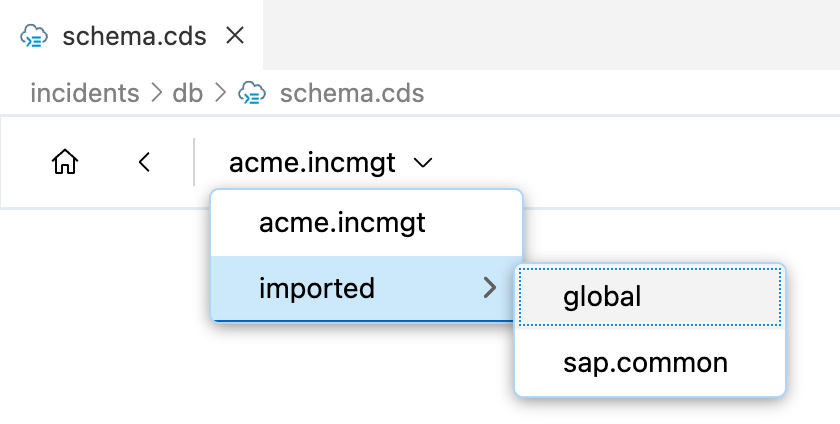 schema.cds
incidents > db > schema.cds
acme.incmgt
acme.incmgt
imported
global
sap.common